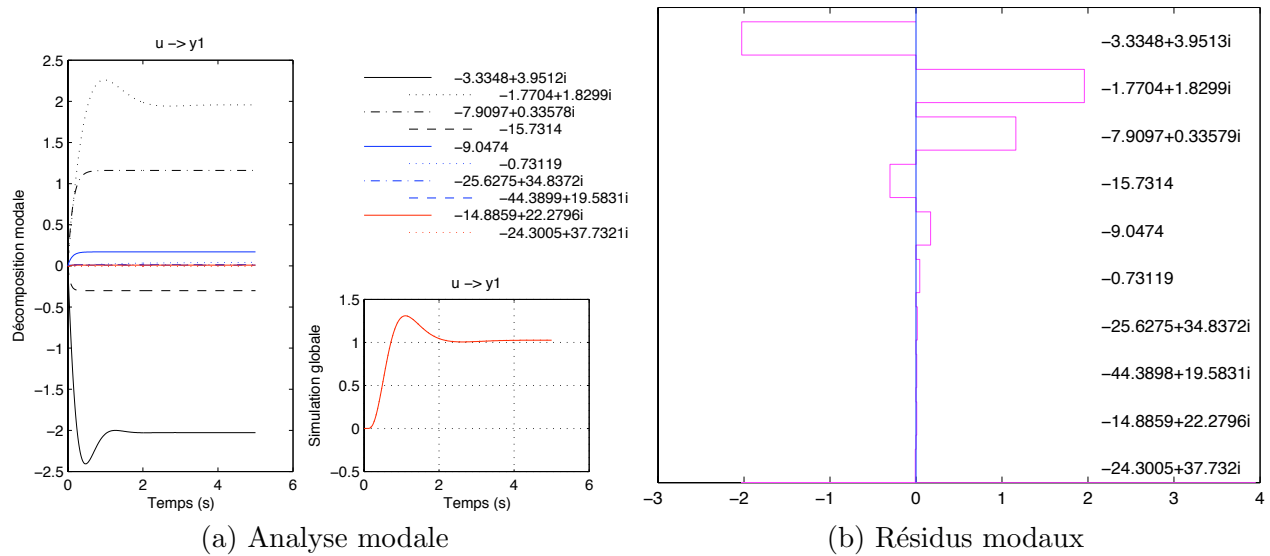 u −> y1
Décomposition modale
2.5
2
1.5
1
0.5
0
−0.5
−1
−1.5
−2
−2.5
0 2 4 6
Temps (s)
−3.3348+3.9512i
−1.7704+1.8299i
−7.9097+0.33578i
−15.7314
−9.0474
−0.73119
−25.6275+34.8372i
−44.3899+19.5831i
−14.8859+22.2796i
−24.3005+37.7321i
u −> y1
Simulation globale
1.5
1
0.5
0
−0.5
0 2 4 6
Temps (s)
(a) Analyse modale
−3.3348+3.9513i
−1.7704+1.8299i
−7.9097+0.33579i
−15.7314
−9.0474
−0.73119
−25.6275+34.8372i
−44.3898+19.5831i
−14.8859+22.2796i
−24.3005+37.732i
−3 −2 −1 0 1 2 3 4
(b) Résidus modaux